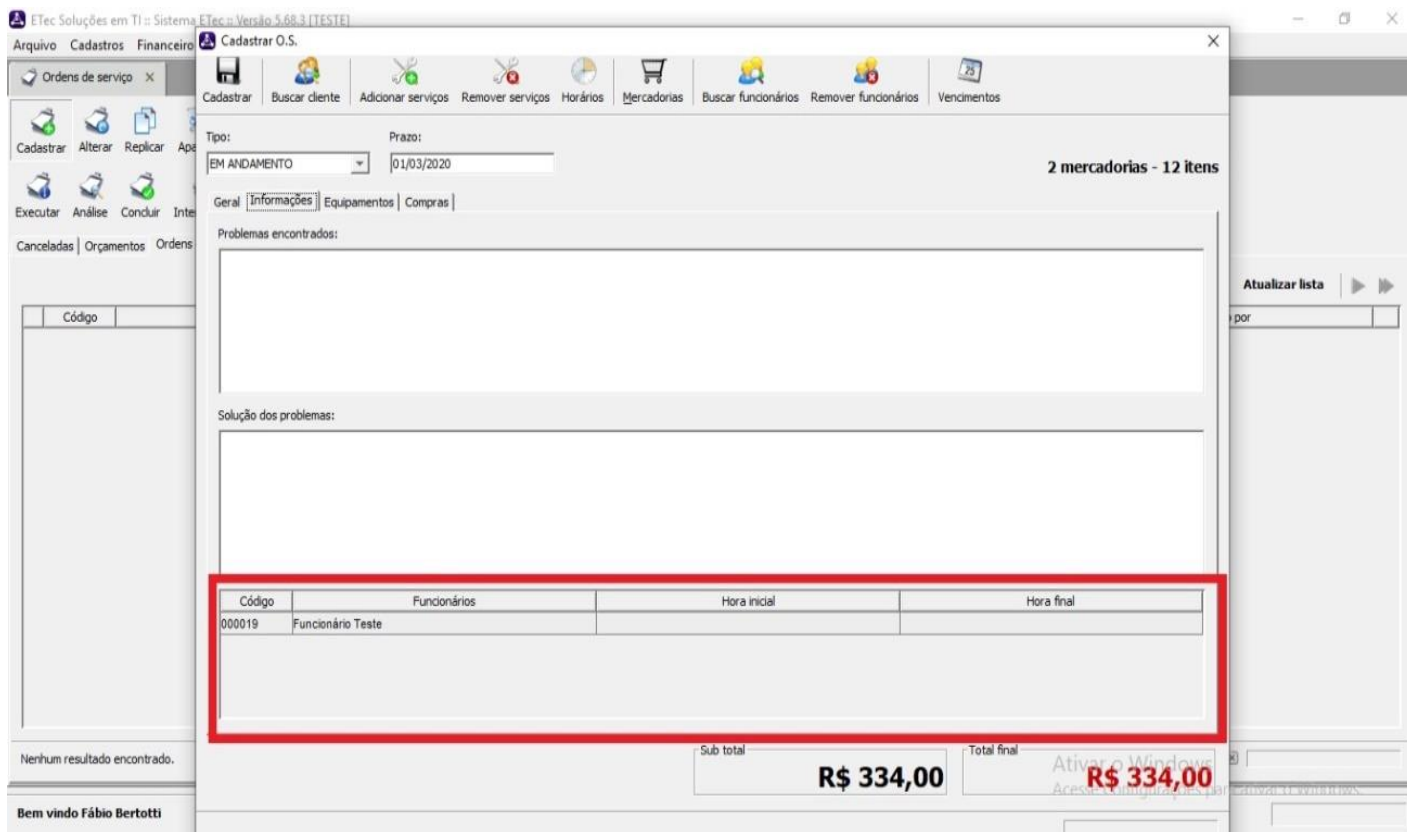 ETec Soluções em TI :: Sistema ETec :: Versão 5.68.3 [TESTE]
Arquivo Cadastros Financeiro
Ordens de serviço
Cadastrar Alterar Replicar
Executar Análise Concluir
Canceladas Orçamentos Ordens
Código
Nenhum resultado encontrado.
Bem vindo Fábio Bertotti
Cadastrar O.S.
Cadastrar Buscar cliente Adicionar serviços Remover serviços Horários Mercadorias Buscar funcionários Remover funcionários Vencimentos
Tipo: Prazo:
EM ANDAMENTO 01/03/2020
2 mercadorias - 12 itens
Geral Informações Equipamentos Compras
Problemas encontrados:
Solução dos problemas:
Código Funcionários Hora inicial Hora final
000019 Funcionário Teste
Sub total Total final
R$ 334,00 R$ 334,00
Atualizar lista
por
Ativar o Windows